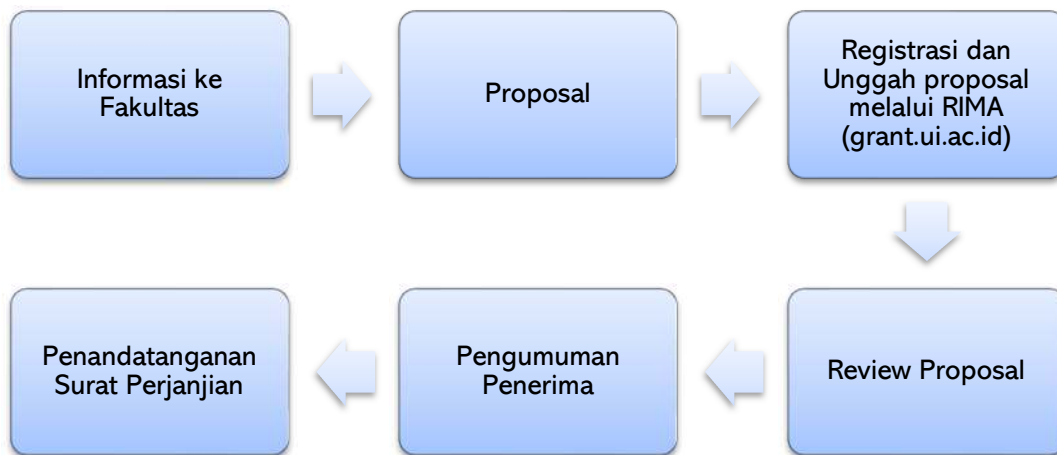 Informasi ke
Fakultas
Proposal
Registrasi dan
Unggah proposal
melalui RIMA
(grant.ui.ac.id)
Review Proposal
Pengumuman
Penerima
Penandatanganan
Surat Perjanjian